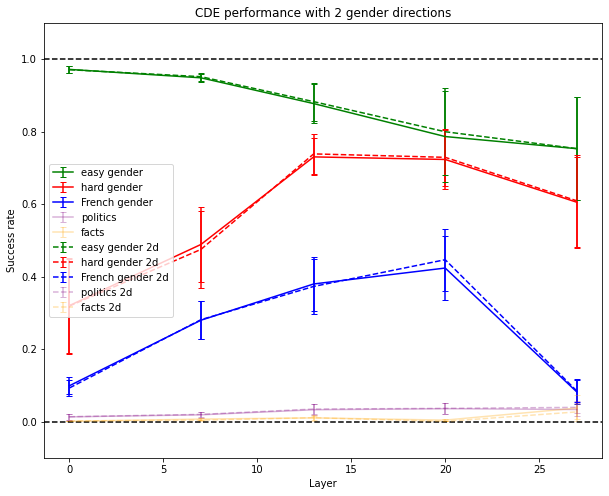 CDE performance with 2 gender directions
1.0
0.8
0.6
0.4
0.2
0.0
Success rate
easy gender
hard gender
French gender
politics
facts
easy gender 2d
hard gender 2d
French gender 2d
politics 2d
facts 2d
0 5 10 15 20 25
Layer